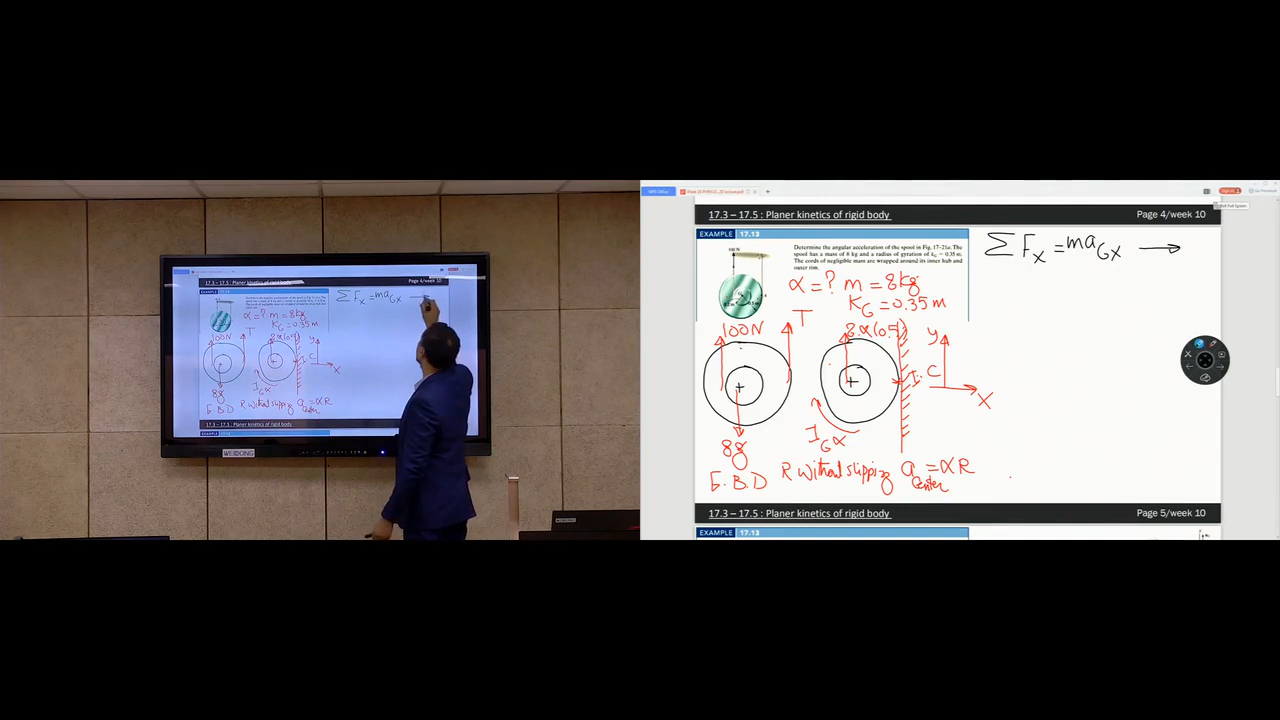 17.3 – 17.5 : Planer kinetics of rigid body
Page 4/week 10
EXAMPLE 17.13
Determine the angular acceleration of the spool in Fig. 17–21a. The
spool has a mass of 8 kg and a radius of gyration of kG = 0.35 m.
The cords of negligible mass are wrapped around its inner hub and
outer rim.
100 N
α = ? m = 8kg
KG = 0.35 m
ΣFx = maGx →
100N
T
8α(0.5)
y
I.C
x
8g
IGα
F.B.D
R without slipping
a center = αR
17.3 – 17.5 : Planer kinetics of rigid body
Page 5/week 10
EXAMPLE 17.13
WEIDONG